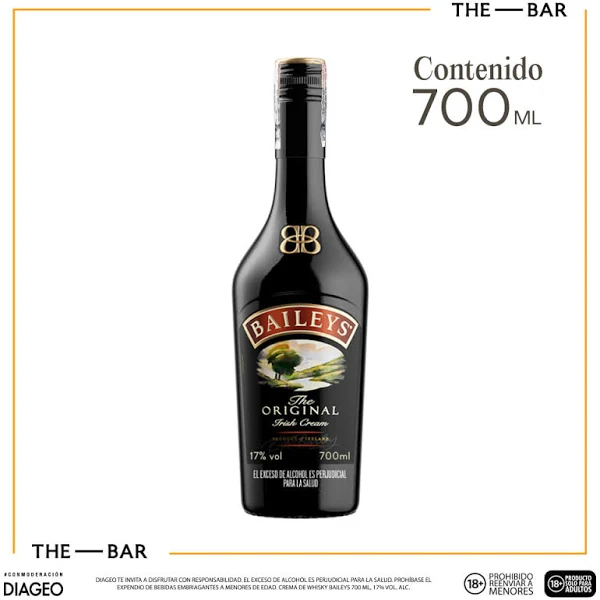 THE — BAR
Contenido
700 ML
BAILEYS
The
ORIGINAL
Irish Cream
PRODUCT of IRELAND
17% vol 700ml
EL EXCESO DE ALCOHOL ES PERJUDICIAL
PARA LA SALUD
THE — BAR
#CONMODERACIÓN
DIAGEO
DIAGEO TE INVITA A DISFRUTAR CON RESPONSABILIDAD. EL EXCESO DE ALCOHOL ES PERJUDICIAL PARA LA SALUD. PROHÍBASE EL
EXPENDIO DE BEBIDAS EMBRIAGANTES A MENORES DE EDAD. CREMA DE WHISKY BAILEYS 700 ML, 17% VOL. ALC.
18+
PROHIBIDO
REENVIAR A
MENORES
18+
PRODUCTO
SOLO PARA
ADULTOS